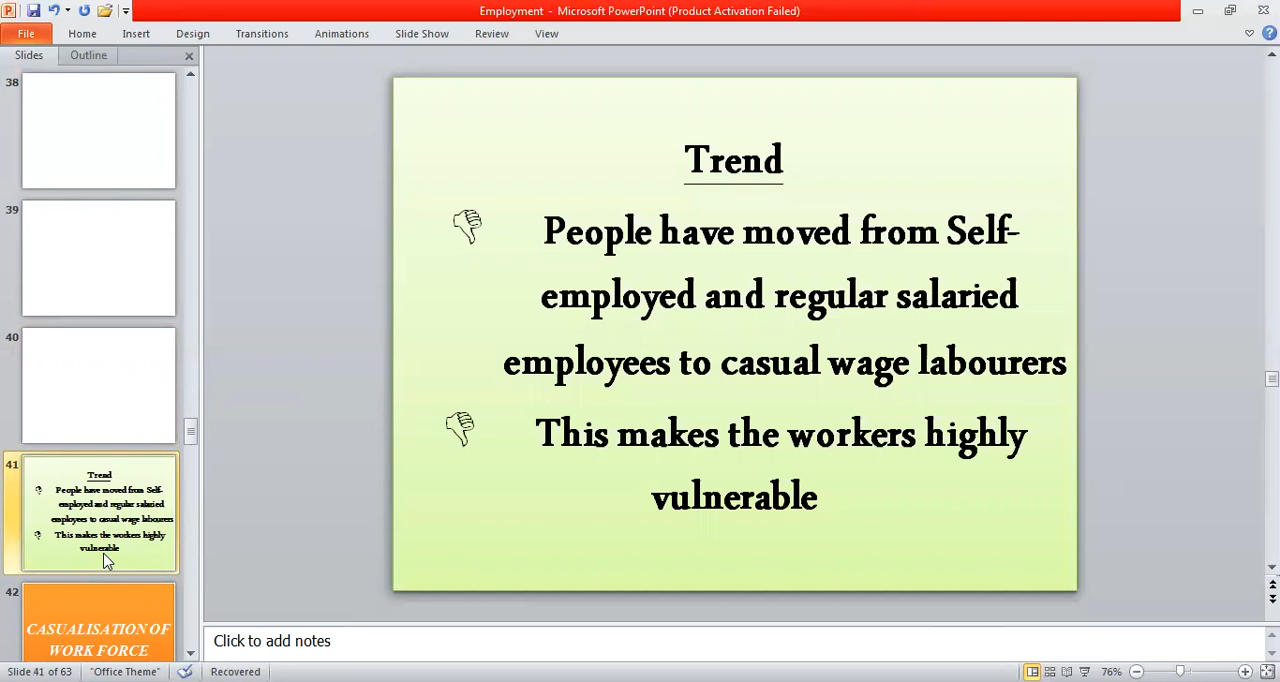 Employment - Microsoft PowerPoint (Product Activation Failed)
File Home Insert Design Transitions Animations Slide Show Review View
Slides Outline
38
39
40
41
Trend
People have moved from Self-
employed and regular salaried
employees to casual wage labourers
This makes the workers highly
vulnerable
42
CASUALISATION OF
WORK FORCE
Trend
People have moved from Self-
employed and regular salaried
employees to casual wage labourers
This makes the workers highly
vulnerable
Click to add notes
Slide 41 of 63 "Office Theme" Recovered 76%